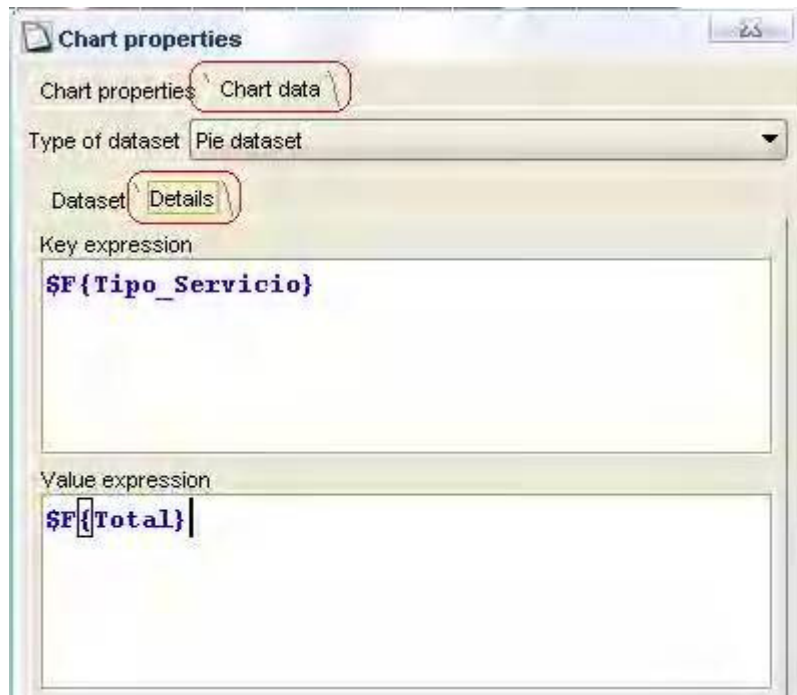 Chart properties
Chart properties Chart data
Type of dataset Pie dataset
Dataset Details
Key expression
$F{Tipo_Servicio}
Value expression
$F{Total}